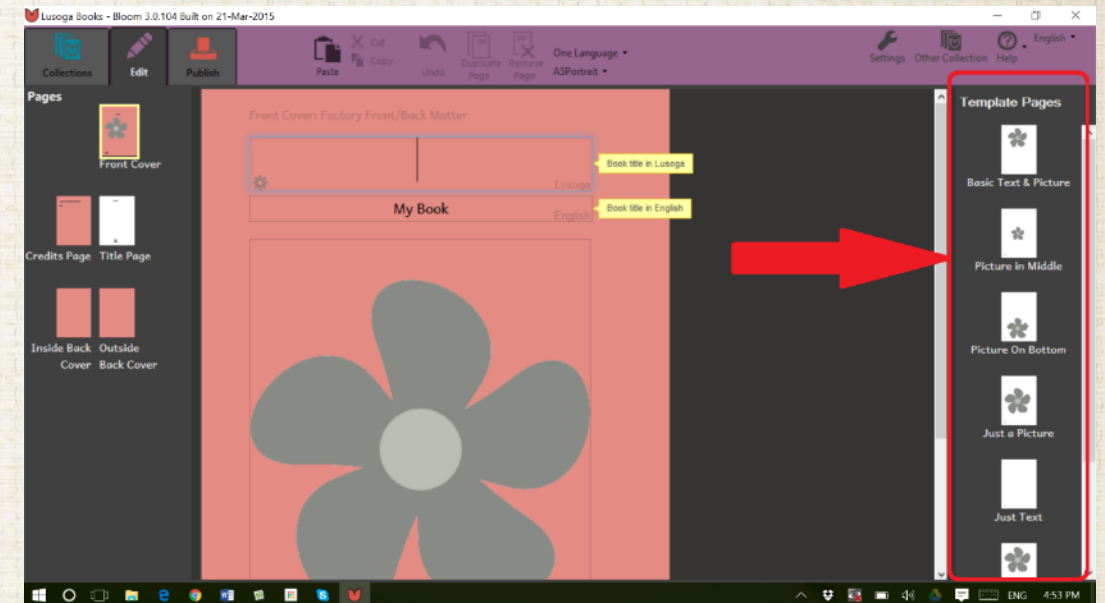 Lusoga Books - Bloom 3.0.104 Built on 21-Mar-2015
Collections
Edit
Publish
Paste
Cut
Copy
Undo
Duplicate
Page
Remove
Page
One Language
A5Portrait
Settings
Other Collection
Help
English
Pages
Front Cover
Credits Page
Title Page
Inside Back
Cover
Outside
Back Cover
Front Cover: Factory Front/Back Matter
Lusoga
Book title in Lusoga
My Book
English
Book title in English
Template Pages
Basic Text & Picture
Picture in Middle
Picture On Bottom
Just a Picture
Just Text
ENG
4:53 PM